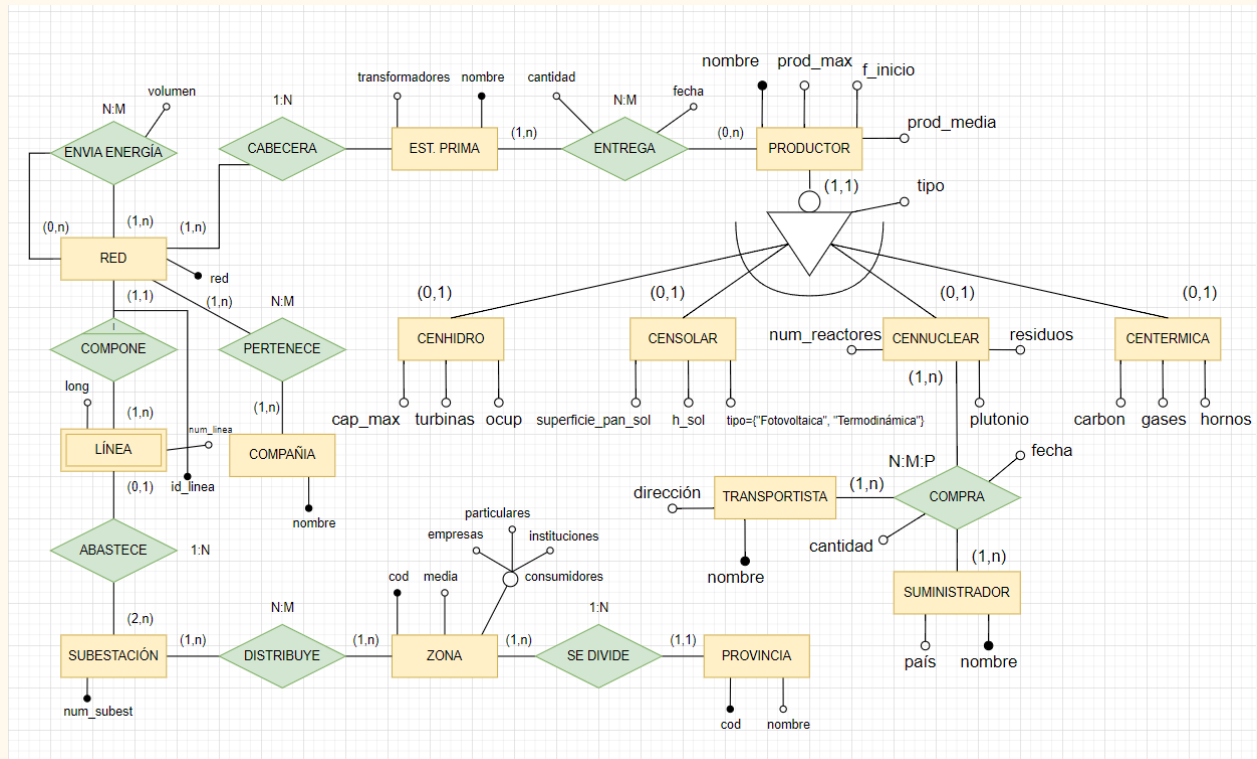 nombre
prod_max
f_inicio
volumen
N:M
1:N
transformadores
nombre
cantidad
N:M
fecha
prod_media
ENVIA ENERGÍA
CABECERA
EST. PRIMA
(1,n)
ENTREGA
(0,n)
PRODUCTOR
(1,1)
tipo
(0,n)
(1,n)
(1,n)
RED
red
(1,1)
(1,n)
N:M
(0,1)
(0,1)
(0,1)
(0,1)
COMPONE
PERTENECE
CENHIDRO
CENSOLAR
num_reactores
CENNUCLEAR
residuos
CENTERMICA
(1,n)
long
(1,n)
(1,n)
cap_max
turbinas
ocup
superficie_pan_sol
h_sol
tipo={"Fotovoltaica", "Termodinámica"}
plutonio
carbon
gases
hornos
num_linea
LÍNEA
COMPAÑIA
(0,1)
id_linea
nombre
N:M:P
fecha
dirección
TRANSPORTISTA
(1,n)
COMPRA
cantidad
nombre
(1,n)
SUMINISTRADOR
país
nombre
ABASTECE
1:N
particulares
empresas
instituciones
consumidores
cod
media
(2,n)
N:M
1:N
SUBESTACIÓN
(1,n)
DISTRIBUYE
(1,n)
ZONA
(1,n)
SE DIVIDE
(1,1)
PROVINCIA
num_subest
cod
nombre